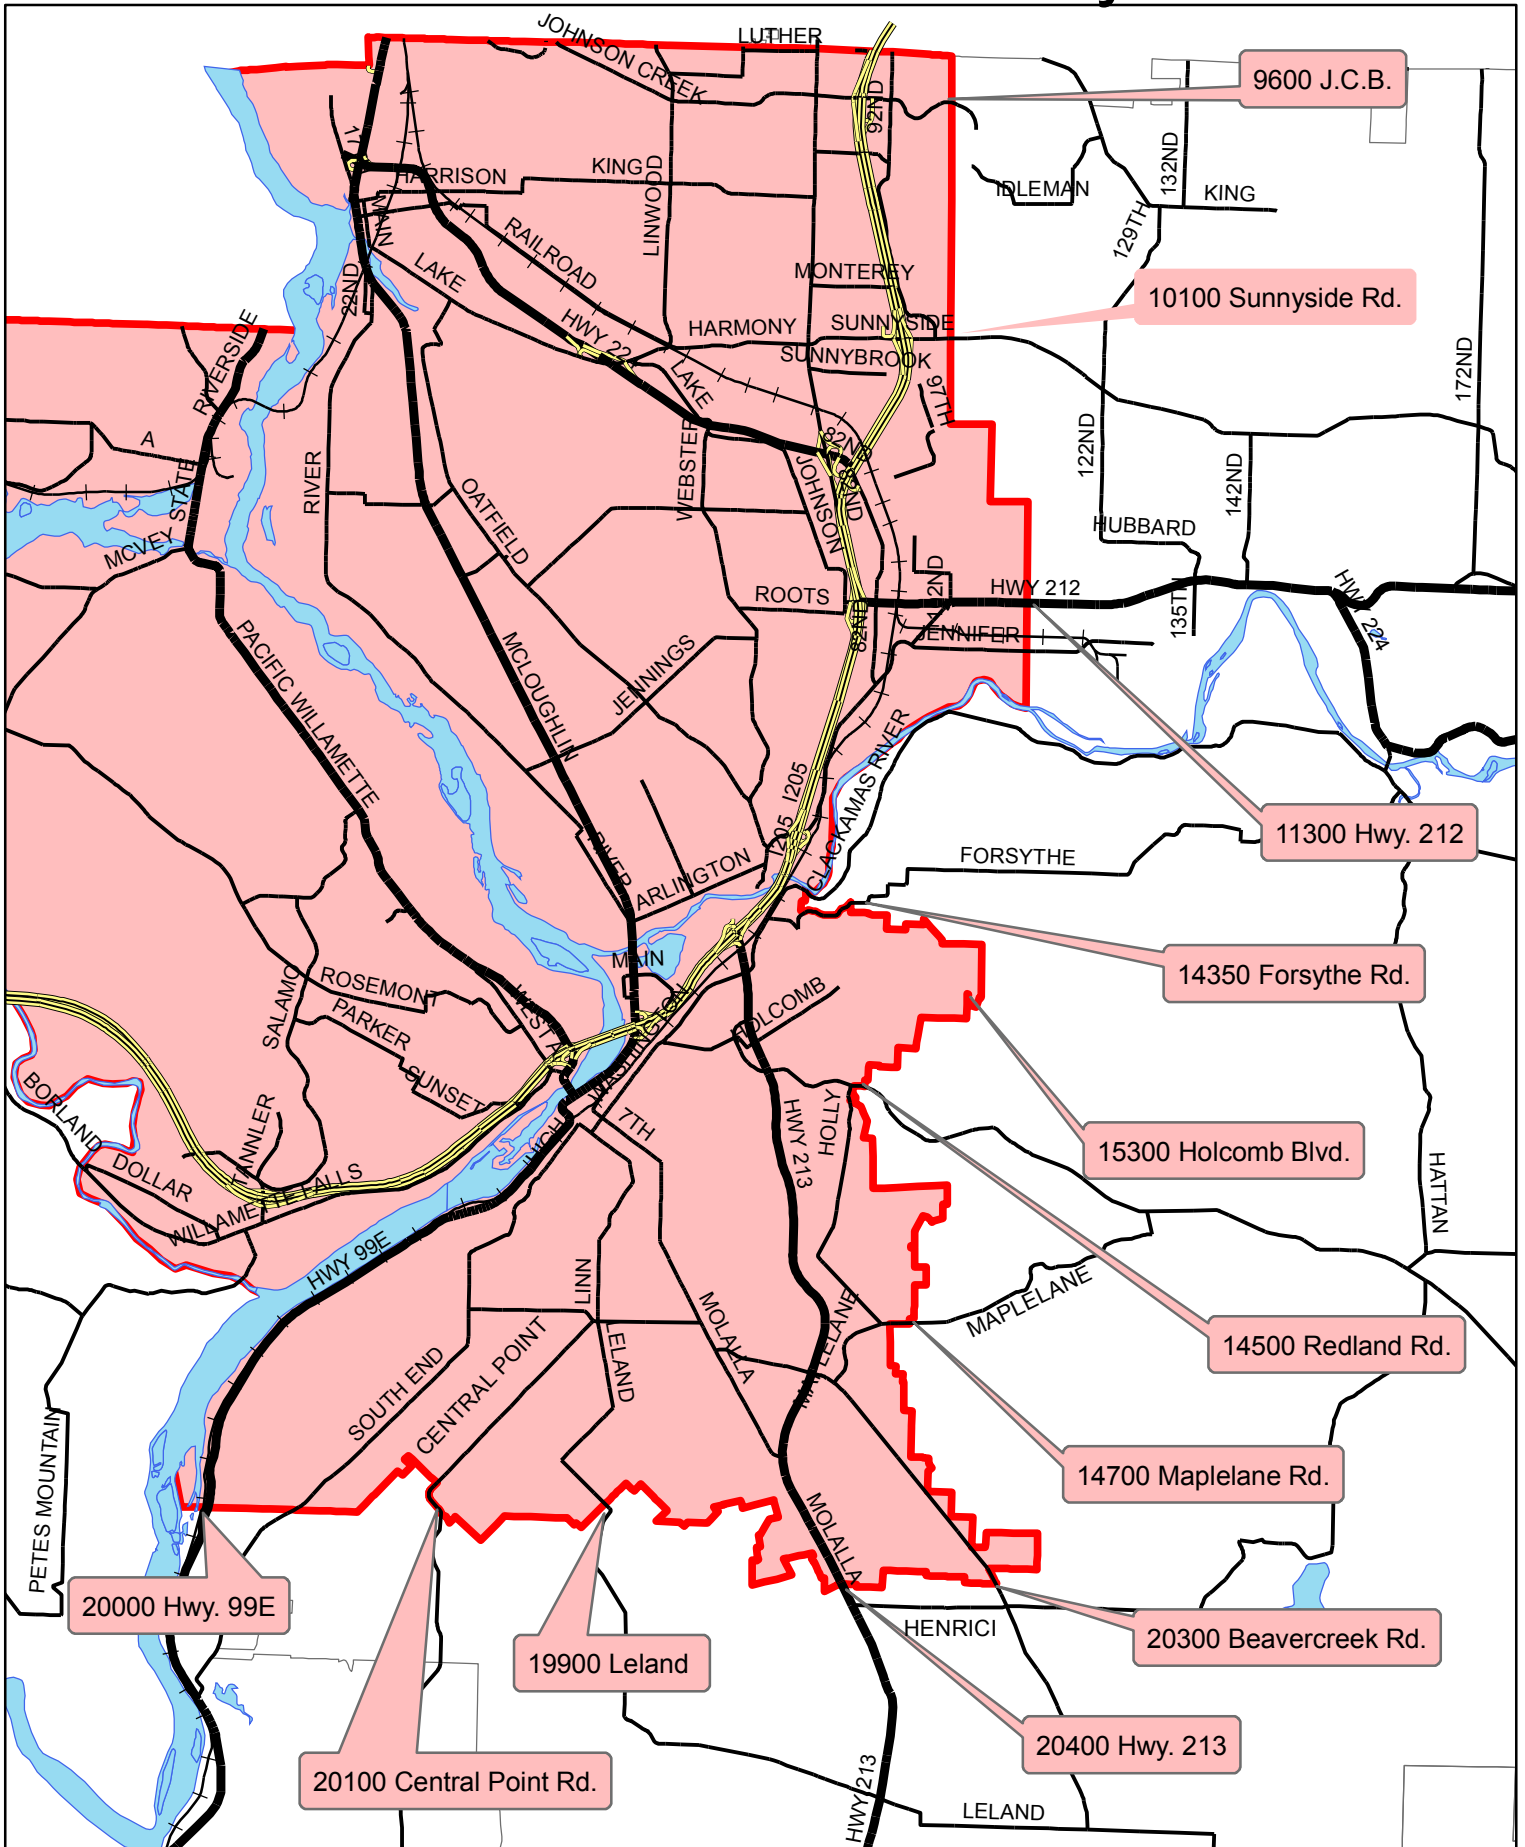 JOHNSON CREEK
LUTHER
92ND
9600 J.C.B.
HARRISON
KING
LINWOOD
IDLEMAN
132ND
KING
129TH
MAIN
22ND
LAKE
RAILROAD
MONTEREY
10100 Sunnyside Rd.
HWY 224
HARMONY
SUNNYSIDE
SUNNYBROOK
LAKE
97TH
122ND
172ND
RIVERSIDE
A
STATE
MCVEY
RIVER
OATFIELD
WEBSTER
JOHNSON
82ND
82ND
142ND
HUBBARD
HWY 212
135TH
HWY 224
ROOTS
82ND
JENNIFER
PACIFIC WILLAMETTE
MCLOUGHLIN
JENNINGS
CLACKAMAS RIVER
I205
I205
11300 Hwy. 212
RIVER
ARLINGTON
FORSYTHE
14350 Forsythe Rd.
MAIN
ROSEMONT
SALAMO
PARKER
SUNSET
WEST A
WASHINGTON
HOLCOMB
BORLAND
DOLLAR
TANNLER
WILLAMETTE FALLS
HIGH
7TH
HWY 213
HOLLY
15300 Holcomb Blvd.
HATTAN
HWY 99E
LINN
MOLALLA
MAPLELANE
MAPLELANE
14500 Redland Rd.
SOUTH END
CENTRAL POINT
LELAND
PETES MOUNTAIN
14700 Maplelane Rd.
MOLALLA
20000 Hwy. 99E
19900 Leland
HENRICI
20300 Beavercreek Rd.
20400 Hwy. 213
20100 Central Point Rd.
HWY 213
LELAND